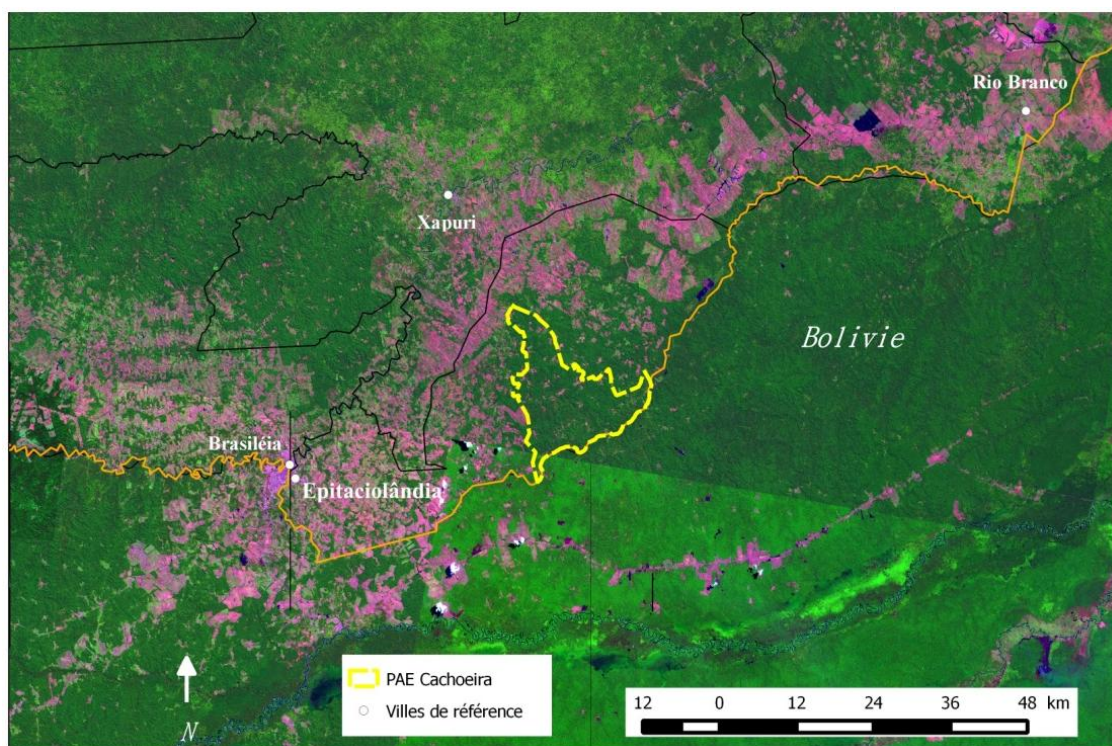 Rio Branco
Xapuri
Bolivie
Brasiléia
Epitaciolândia
N
PAE Cachoeira
Villes de référence
12 0 12 24 36 48 km